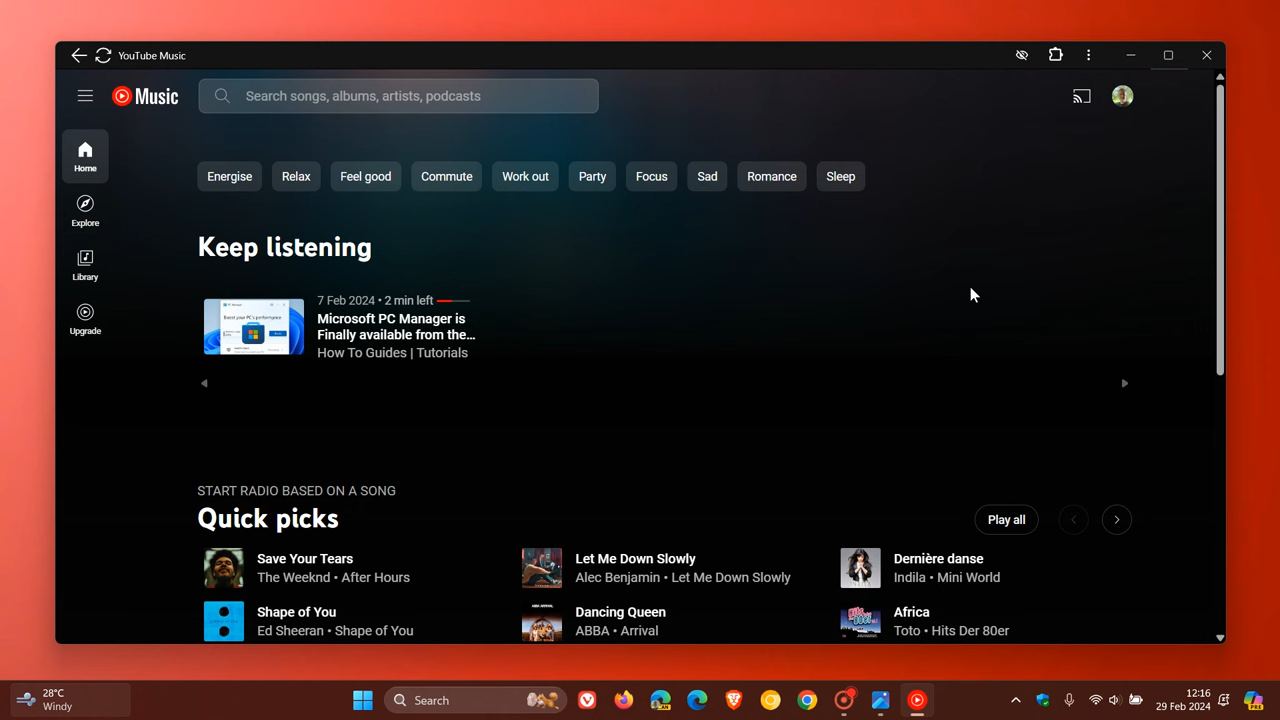 YouTube Music
Music
Search songs, albums, artists, podcasts
Home
Explore
Library
Upgrade
Energise
Relax
Feel good
Commute
Work out
Party
Focus
Sad
Romance
Sleep
Keep listening
7 Feb 2024 • 2 min left
Microsoft PC Manager is
Finally available from the...
How To Guides | Tutorials
START RADIO BASED ON A SONG
Quick picks
Play all
Save Your Tears
The Weeknd • After Hours
Let Me Down Slowly
Alec Benjamin • Let Me Down Slowly
Dernière danse
Indila • Mini World
Shape of You
Ed Sheeran • Shape of You
Dancing Queen
ABBA • Arrival
Africa
Toto • Hits Der 80er
28°C
Windy
Search
12:16
29 Feb 2024